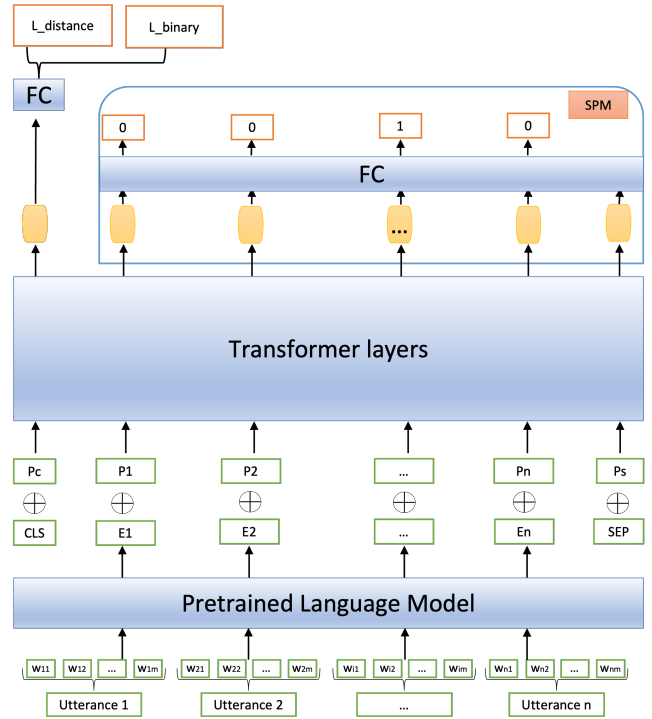 L_distance L_binary
FC
SPM
0 0 1 0
FC
...
Transformer layers
Pc P1 P2 ... Pn Ps
CLS E1 E2 ... En SEP
Pretrained Language Model
W11 W12 ... W1m W21 W22 ... W2m Wi1 Wi2 ... Wim Wn1 Wn2 ... Wnm
Utterance 1 Utterance 2 ... Utterance n